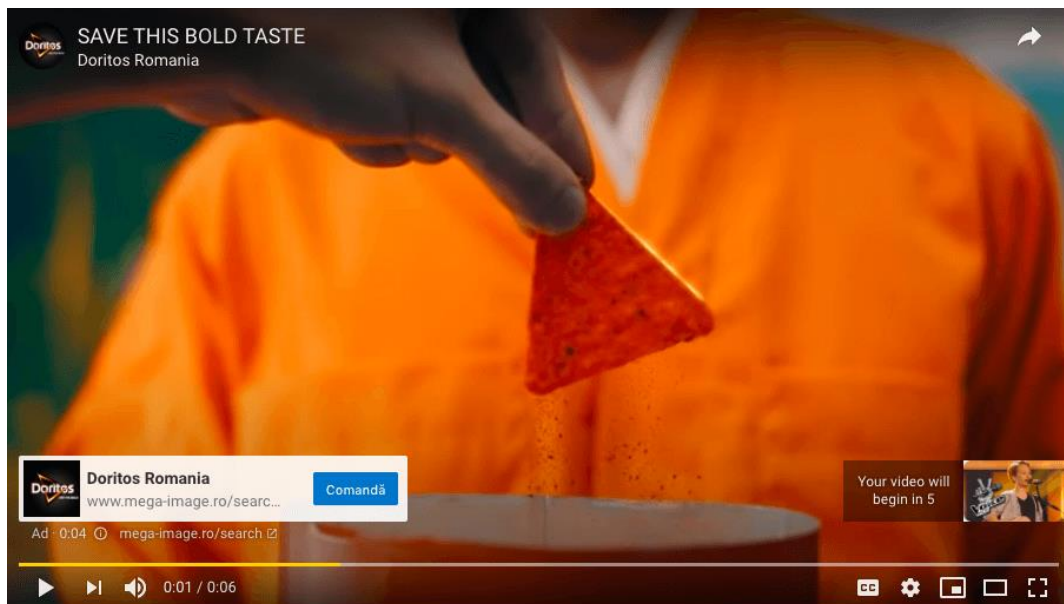 Doritos
SAVE THIS BOLD TASTE
Doritos Romania
Doritos
Doritos Romania
www.mega-image.ro/searc...
Comandă
Your video will
begin in 5
Ad · 0:04
mega-image.ro/search
0:01 / 0:06
CC